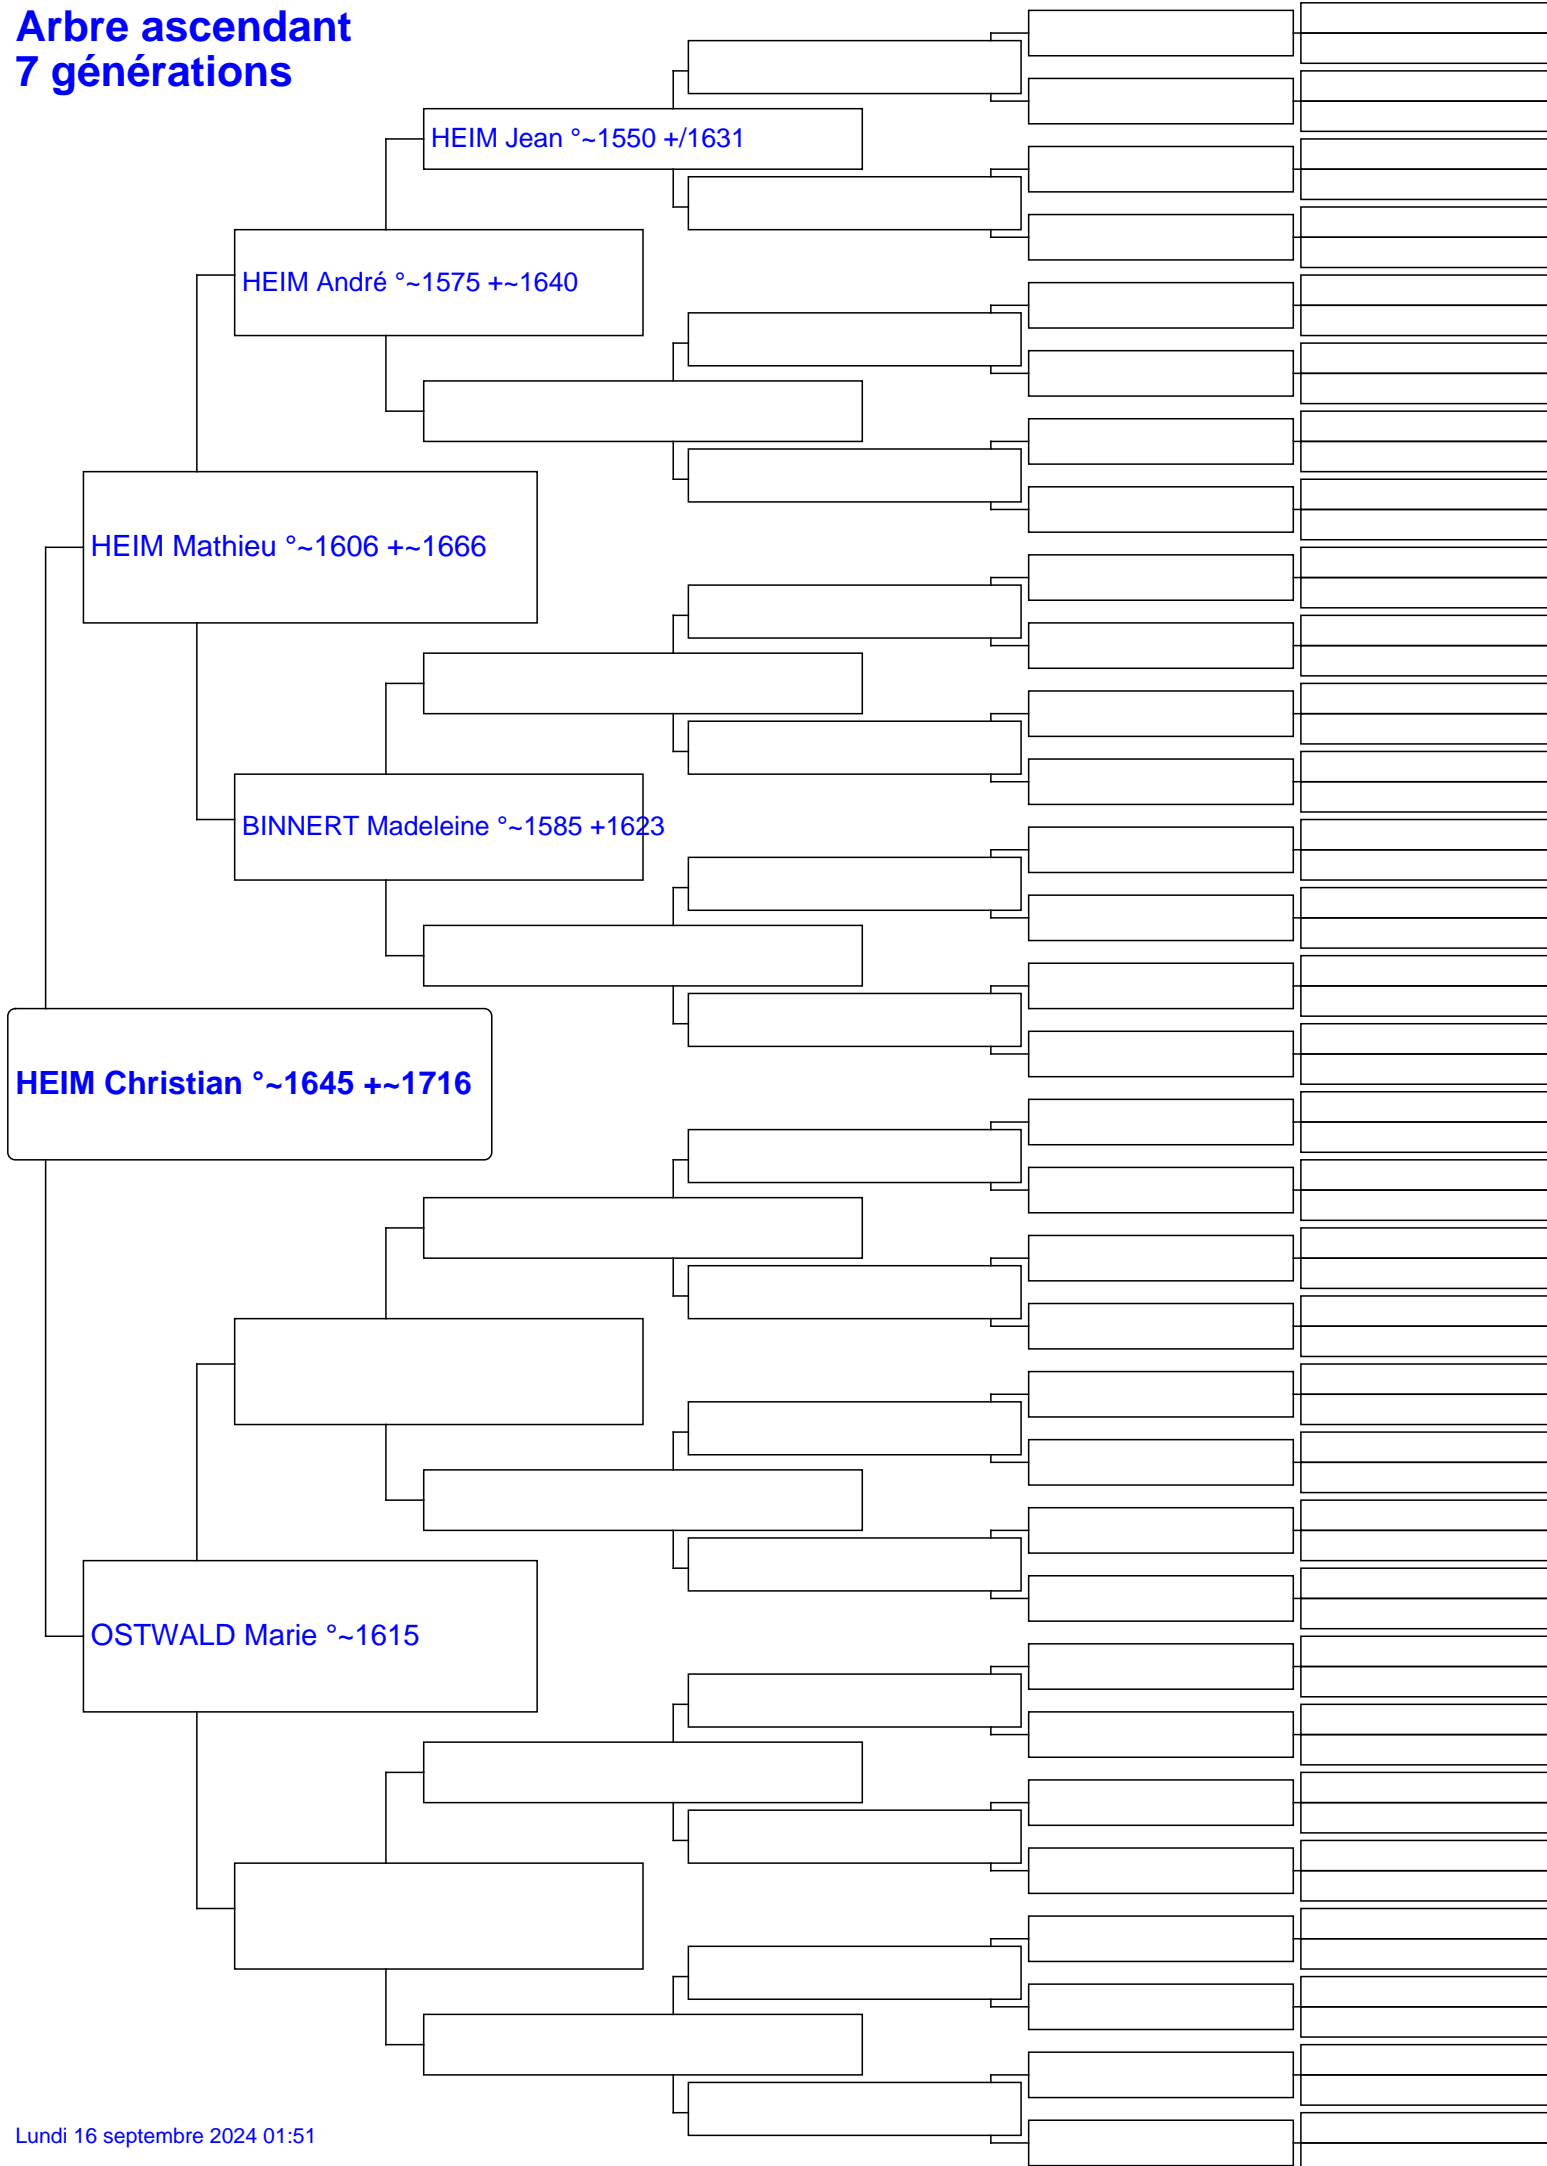 Arbre ascendant
7 générations
HEIM Jean °~1550 +/1631
HEIM André °~1575 +~1640
HEIM Mathieu °~1606 +~1666
BINNERT Madeleine °~1585 +1623
HEIM Christian °~1645 +~1716
OSTWALD Marie °~1615
Lundi 16 septembre 2024 01:51